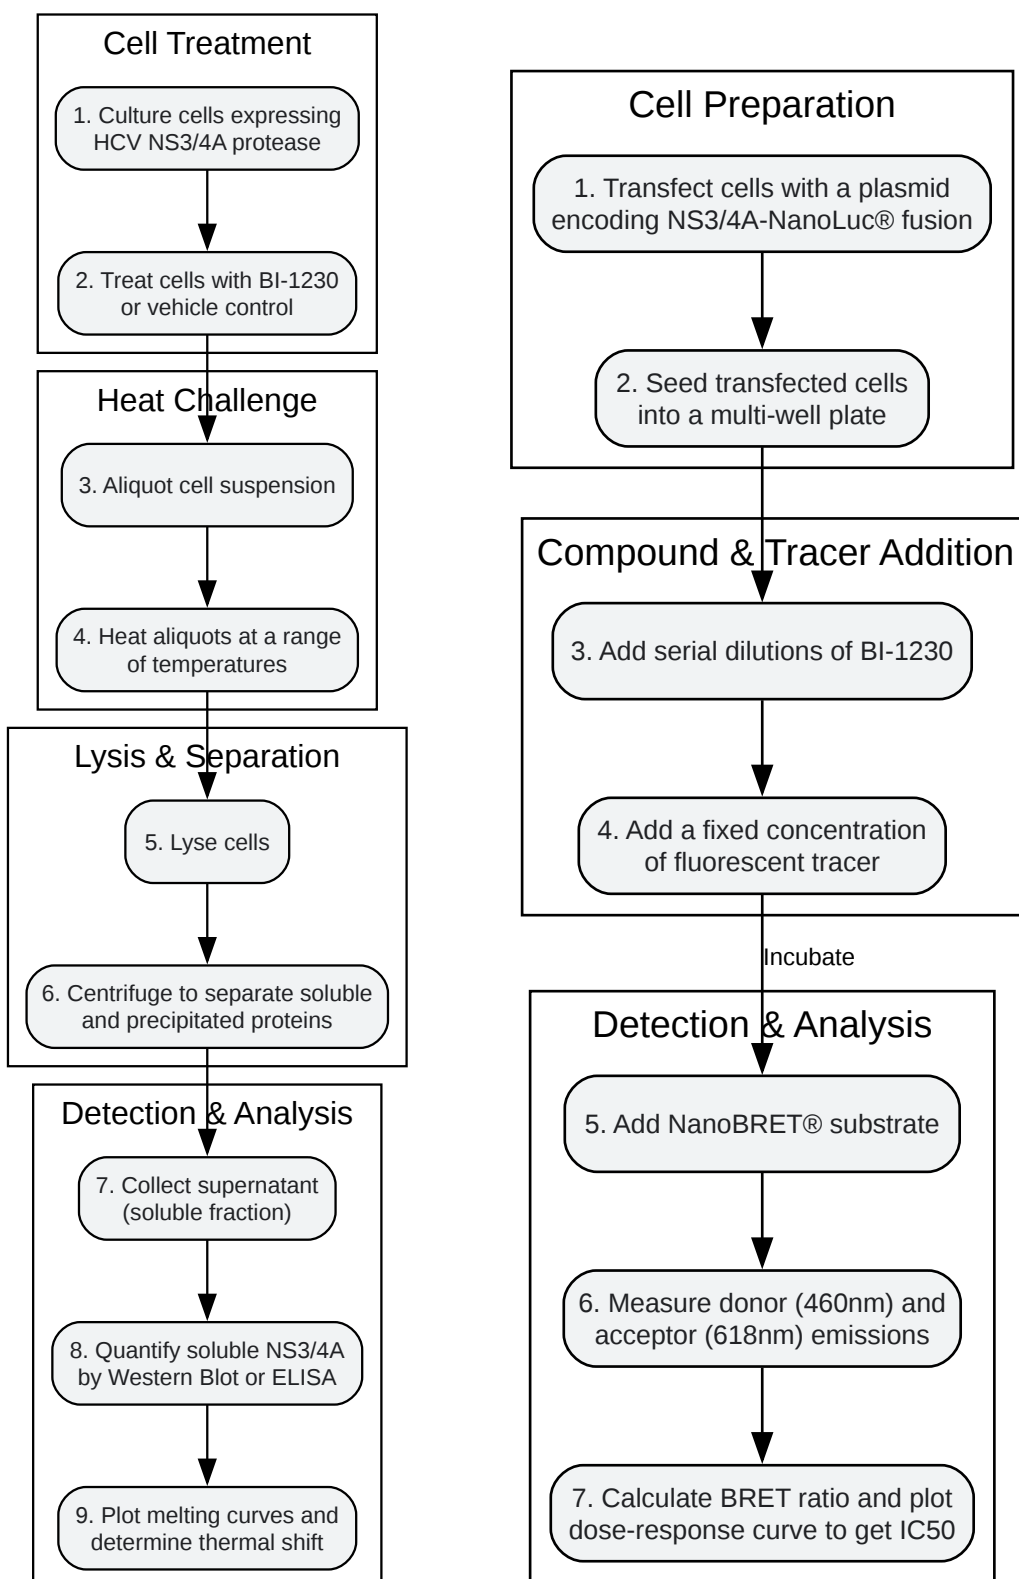 Cell Treatment
1. Culture cells expressing
HCV NS3/4A protease
2. Treat cells with BI-1230
or vehicle control
Heat Challenge
3. Aliquot cell suspension
4. Heat aliquots at a range
of temperatures
Lysis & Separation
5. Lyse cells
6. Centrifuge to separate soluble
and precipitated proteins
Detection & Analysis
7. Collect supernatant
(soluble fraction)
8. Quantify soluble NS3/4A
by Western Blot or ELISA
9. Plot melting curves and
determine thermal shift
Cell Preparation
1. Transfect cells with a plasmid
encoding NS3/4A-NanoLuc® fusion
2. Seed transfected cells
into a multi-well plate
Compound & Tracer Addition
3. Add serial dilutions of BI-1230
4. Add a fixed concentration
of fluorescent tracer
Incubate
Detection & Analysis
5. Add NanoBRET® substrate
6. Measure donor (460nm) and
acceptor (618nm) emissions
7. Calculate BRET ratio and plot
dose-response curve to get IC50